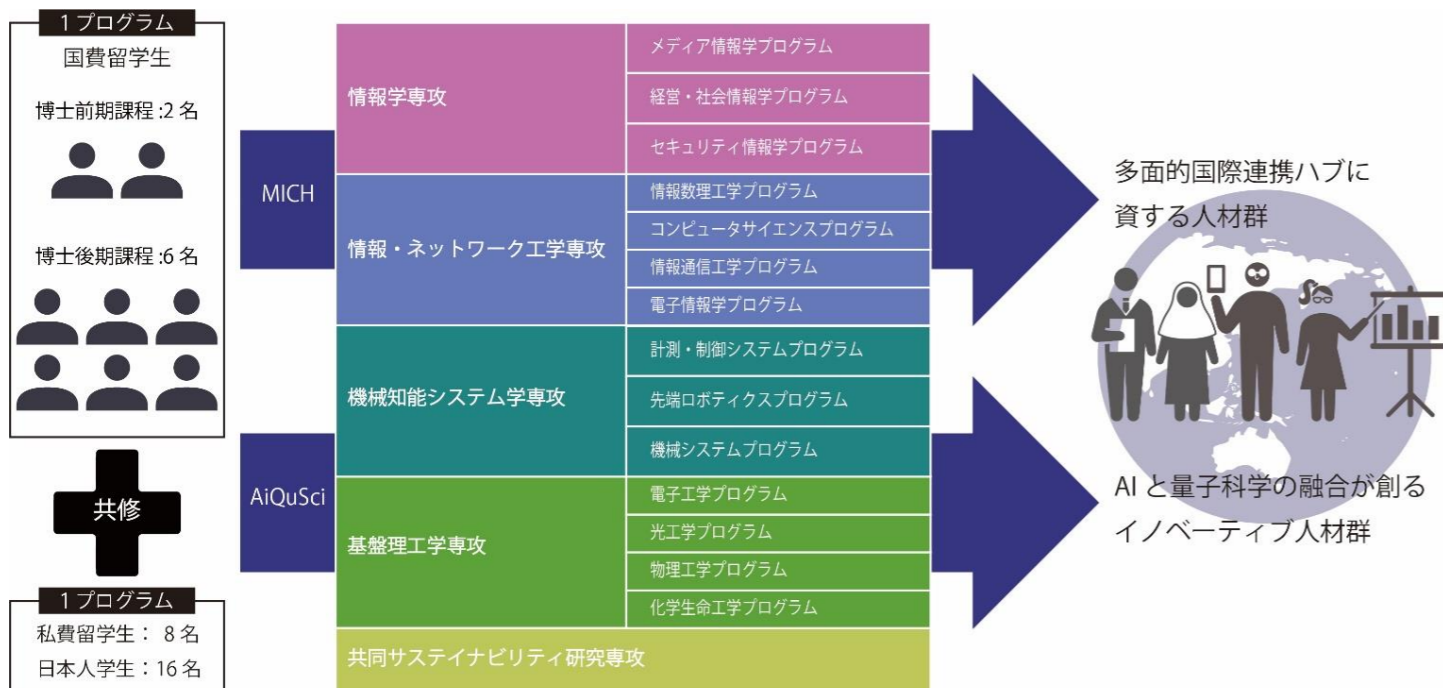 1 プログラム
国費留学生
博士前期課程 :2 名
博士後期課程 :6 名
共修
1 プログラム
私費留学生： 8 名
日本人学生：16 名
MICH
AiQuSci
情報学専攻
メディア情報学プログラム
経営・社会情報学プログラム
セキュリティ情報学プログラム
情報・ネットワーク工学専攻
情報数理工学プログラム
コンピュータサイエンスプログラム
情報通信工学プログラム
電子情報学プログラム
機械知能システム学専攻
計測・制御システムプログラム
先端ロボティクスプログラム
機械システムプログラム
基盤理工学専攻
電子工学プログラム
光工学プログラム
物理工学プログラム
化学生命工学プログラム
共同サステイナビリティ研究専攻
多面的国際連携ハブに
資する人材群
AI と量子科学の融合が創る
イノベーティブ人材群